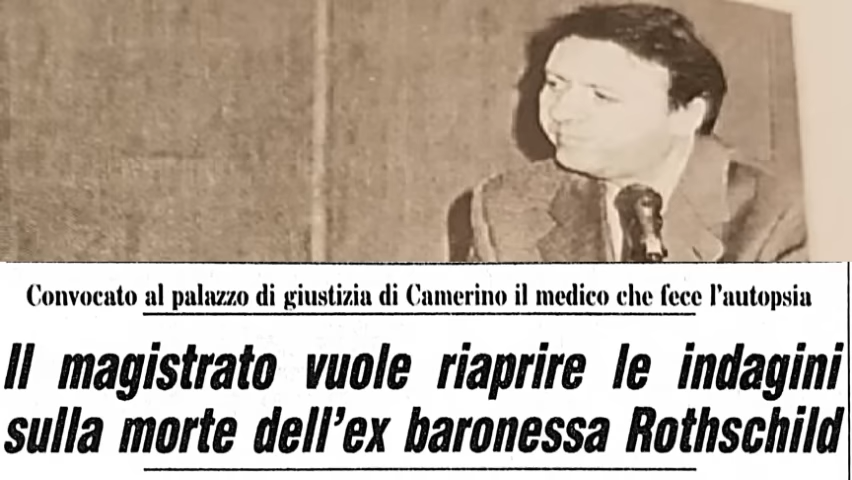 Convocato al palazzo di giustizia di Camerino il medico che fece l'autopsia
Il magistrato vuole riaprire le indagini
sulla morte dell'ex baronessa Rothschild